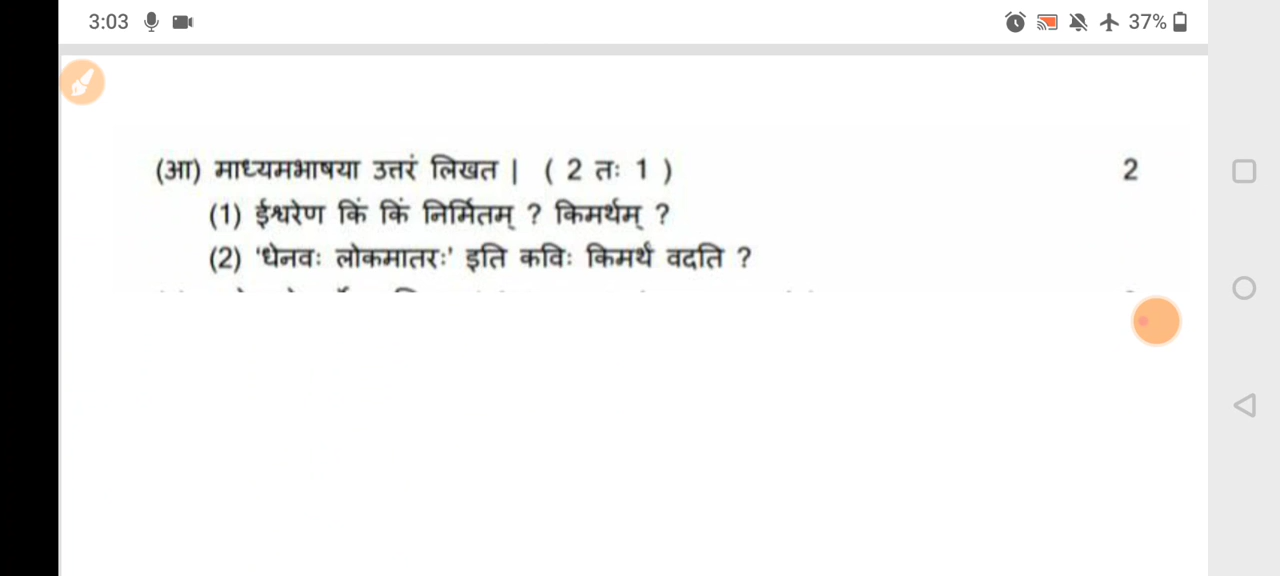 3:03 37%
(आ) माध्यमभाषया उत्तरं लिखत | ( 2 तः 1 ) 2
(1) ईश्वरेण किं किं निर्मितम् ? किमर्थम् ?
(2) 'धेनवः लोकमातरः' इति कविः किमर्थं वदति ?